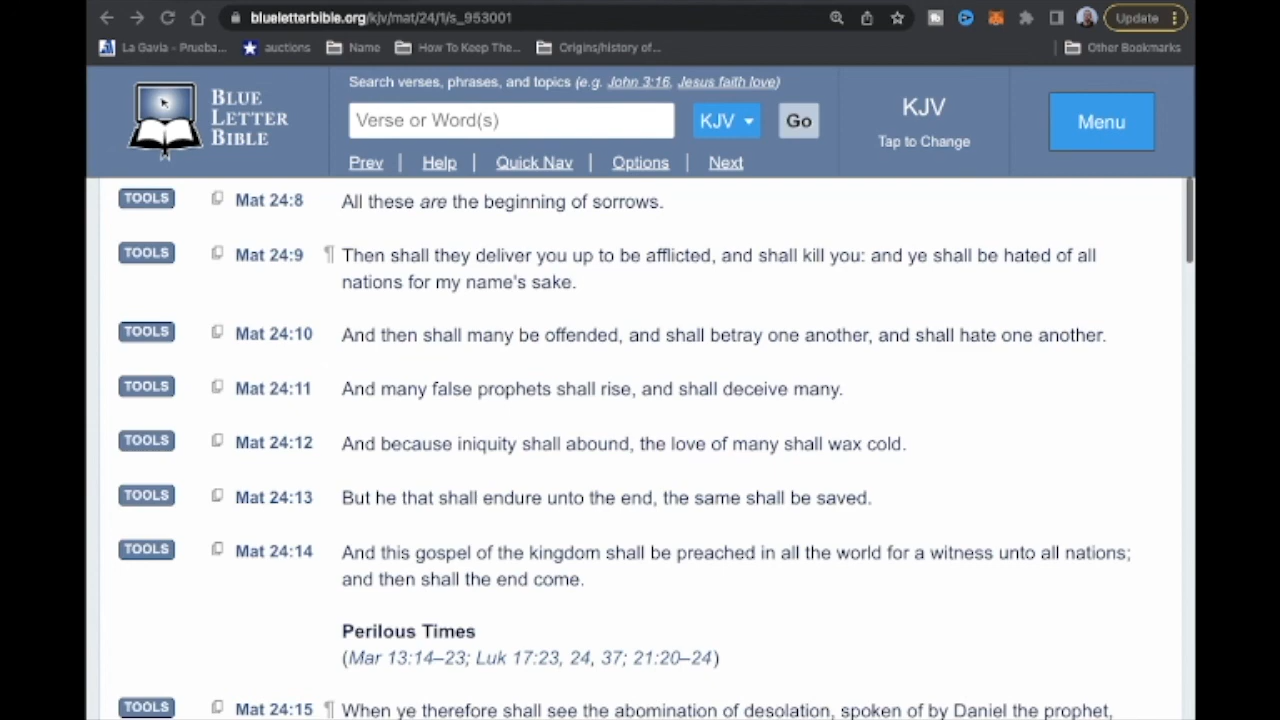 blueletterbible.org/kjv/mat/24/1/s_953001
Update
La Gavia - Prueba...
auctions
Name
How To Keep The...
Origins/history of...
Other Bookmarks
BLUE
LETTER
BIBLE
Search verses, phrases, and topics (e.g. John 3:16, Jesus faith love)
Verse or Word(s)
KJV
Go
Prev | Help | Quick Nav | Options | Next
KJV
Tap to Change
Menu
TOOLS Mat 24:8 All these are the beginning of sorrows.
TOOLS Mat 24:9 ¶ Then shall they deliver you up to be afflicted, and shall kill you: and ye shall be hated of all
nations for my name's sake.
TOOLS Mat 24:10 And then shall many be offended, and shall betray one another, and shall hate one another.
TOOLS Mat 24:11 And many false prophets shall rise, and shall deceive many.
TOOLS Mat 24:12 And because iniquity shall abound, the love of many shall wax cold.
TOOLS Mat 24:13 But he that shall endure unto the end, the same shall be saved.
TOOLS Mat 24:14 And this gospel of the kingdom shall be preached in all the world for a witness unto all nations;
and then shall the end come.
Perilous Times
(Mar 13:14–23; Luk 17:23, 24, 37; 21:20–24)
TOOLS Mat 24:15 ¶ When ye therefore shall see the abomination of desolation, spoken of by Daniel the prophet,